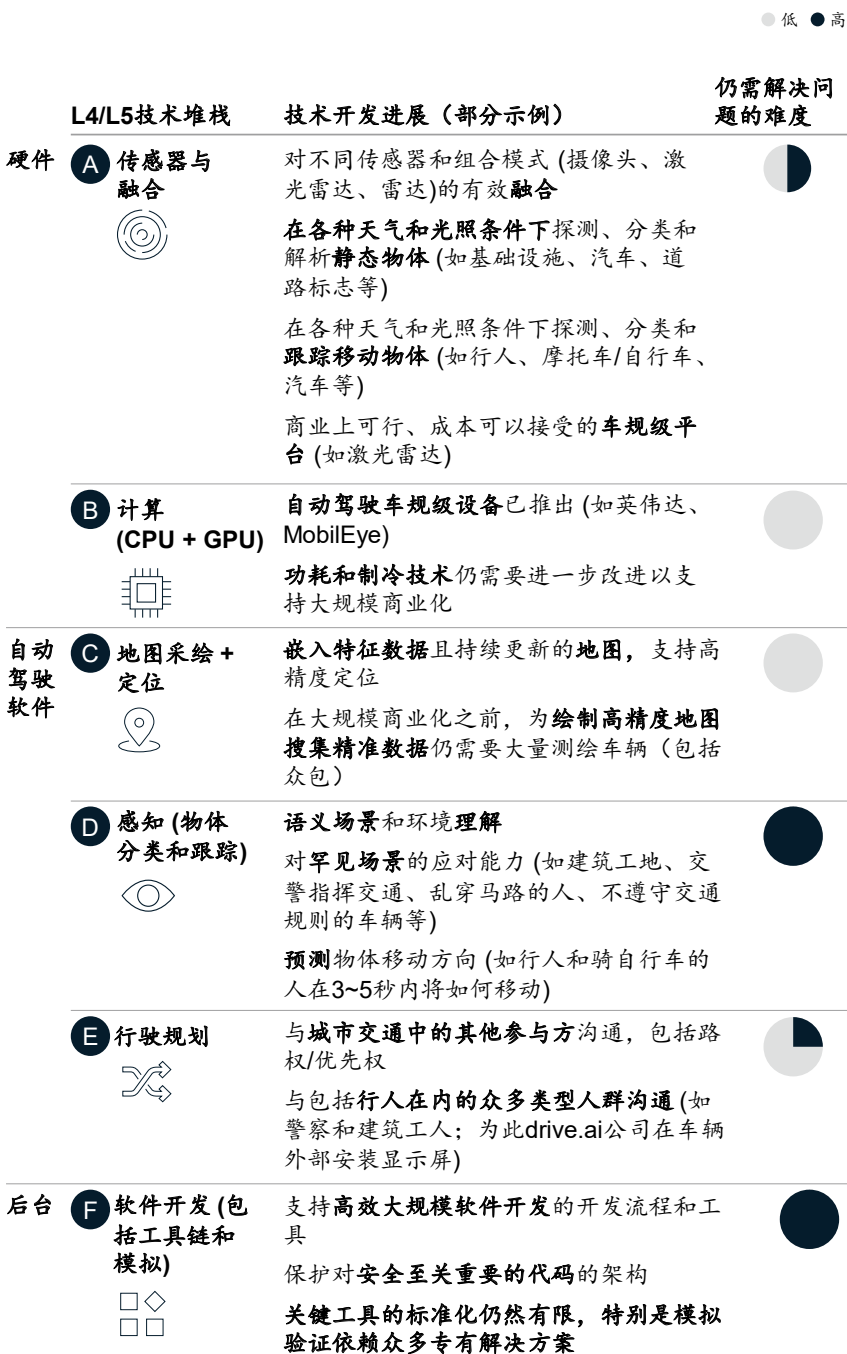 低 高
仍需解决问
题的难度
L4/L5技术堆栈 技术开发进展（部分示例）
硬件 A 传感器与
融合
对不同传感器和组合模式 (摄像头、激
光雷达、雷达)的有效融合
在各种天气和光照条件下探测、分类和
解析静态物体 (如基础设施、汽车、道
路标志等)
在各种天气和光照条件下探测、分类和
跟踪移动物体 (如行人、摩托车/自行车、
汽车等)
商业上可行、成本可以接受的车规级平
台 (如激光雷达)
B 计算
(CPU + GPU)
自动驾驶车规级设备已推出 (如英伟达、
MobilEye)
功耗和制冷技术仍需要进一步改进以支
持大规模商业化
自动
驾驶
软件
C 地图采绘 +
定位
嵌入特征数据且持续更新的地图，支持高
精度定位
在大规模商业化之前，为绘制高精度地图
搜集精准数据仍需要大量测绘车辆（包括
众包）
D 感知 (物体
分类和跟踪)
语义场景和环境理解
对罕见场景的应对能力 (如建筑工地、交
警指挥交通、乱穿马路的人、不遵守交通
规则的车辆等)
预测物体移动方向 (如行人和骑自行车的
人在3~5秒内将如何移动)
E 行驶规划
与城市交通中的其他参与方沟通，包括路
权/优先权
与包括行人在内的众多类型人群沟通 (如
警察和建筑工人；为此drive.ai公司在车辆
外部安装显示屏)
后台 F 软件开发 (包
括工具链和
模拟)
支持高效大规模软件开发的开发流程和工
具
保护对安全至关重要的代码的架构
关键工具的标准化仍然有限，特别是模拟
验证依赖众多专有解决方案